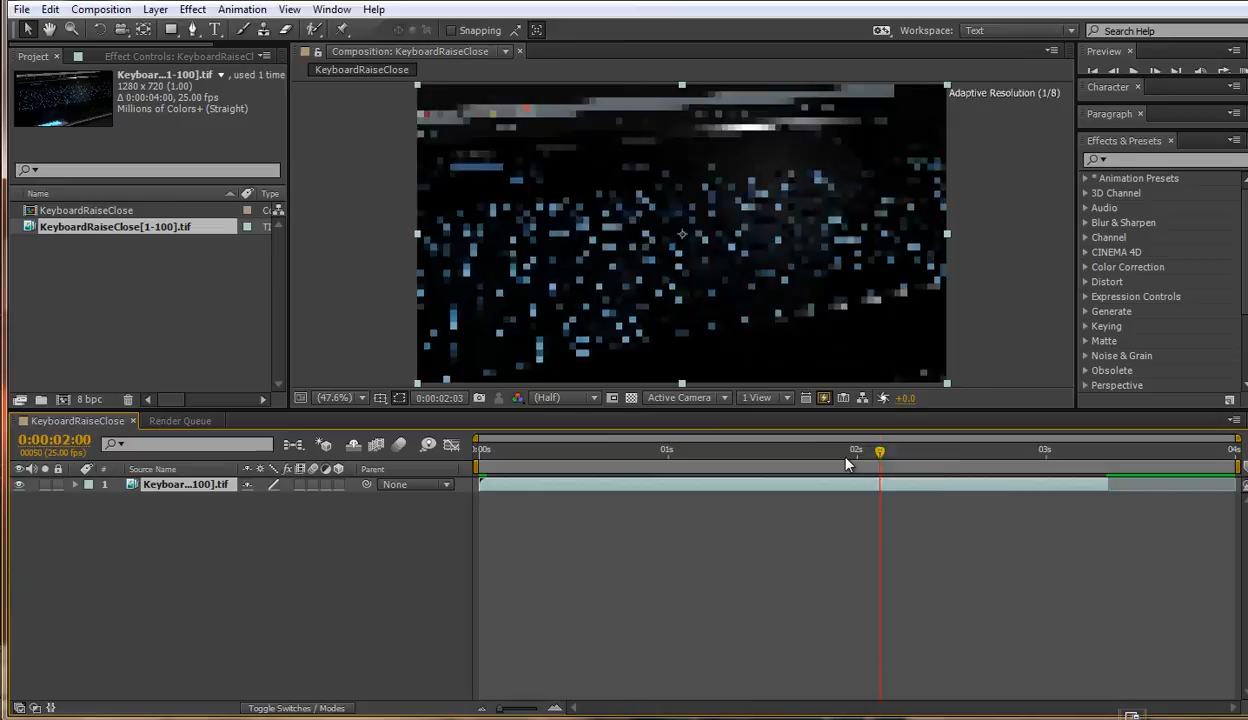 File Edit Composition Layer Effect Animation View Window Help
Snapping
Workspace: Text
Search Help
Project
Effect Controls: KeyboardRaiseCl
Keyboar...1-100].tif , used 1 time
1280 x 720 (1.00)
Δ 0:00:04:00, 25.00 fps
Millions of Colors+ (Straight)
Name Type
KeyboardRaiseClose
KeyboardRaiseClose[1-100].tif
8 bpc
Composition: KeyboardRaiseClose
KeyboardRaiseClose
Adaptive Resolution (1/8)
(47.6%) 0:00:02:03 (Half) Active Camera 1 View +0.0
Preview
Character
Paragraph
Effects & Presets
* Animation Presets
3D Channel
Audio
Blur & Sharpen
Channel
CINEMA 4D
Color Correction
Distort
Expression Controls
Generate
Keying
Matte
Noise & Grain
Obsolete
Perspective
KeyboardRaiseClose Render Queue
0:00:02:00
00050 (25.00 fps)
:00s 01s 02s 03s 04s
# Source Name Parent
1 Keyboar...100].tif None
Toggle Switches / Modes